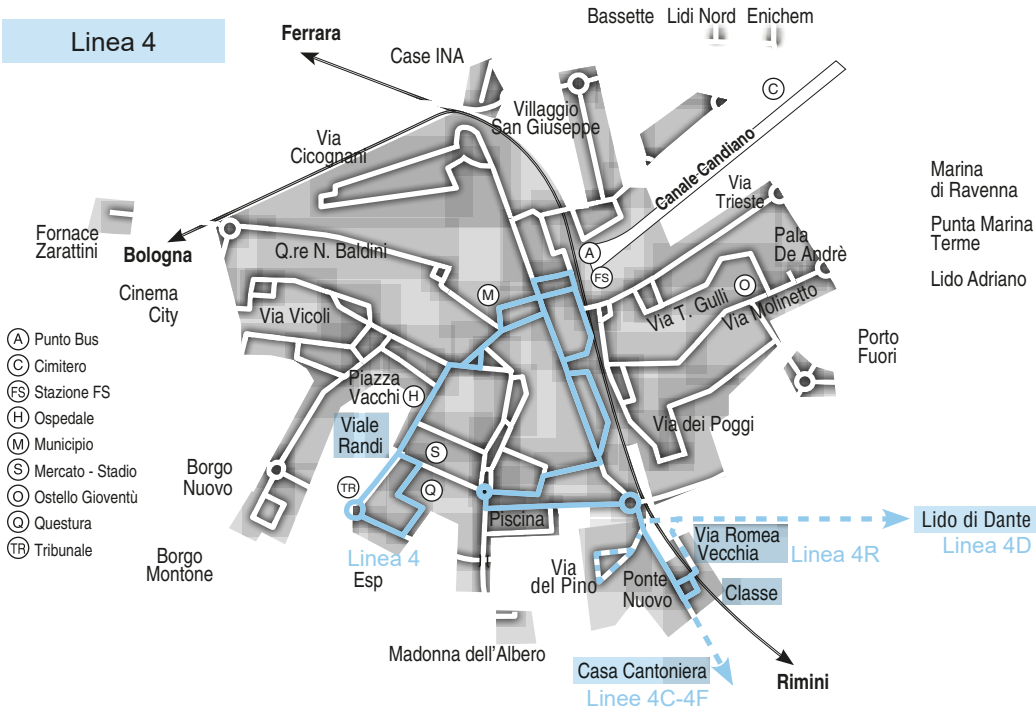 Linea 4
Ferrara
Bassette
Lidi Nord
Enichem
Case INA
C
Villaggio
San Giuseppe
Via
Cicognani
Canale Candiano
Via
Trieste
Marina
di Ravenna
Punta Marina
Terme
Lido Adriano
Fornace
Zarattini
Bologna
Q.re N. Baldini
A
FS
Pala
De Andrè
Cinema
City
M
O
Via T. Gulli
Via Molinetto
Via Vicoli
Porto
Fuori
A Punto Bus
C Cimitero
FS Stazione FS
H Ospedale
M Municipio
S Mercato - Stadio
O Ostello Gioventù
Q Questura
TR Tribunale
Piazza
Vacchi
H
Viale
Randi
Via dei Poggi
S
Borgo
Nuovo
TR
Q
Piscina
Lido di Dante
Linea 4D
Via Romea
Vecchia
Linea 4R
Linea 4
Esp
Borgo
Montone
Via
del Pino
Ponte
Nuovo
Classe
Madonna dell'Albero
Casa Cantoniera
Linee 4C-4F
Rimini